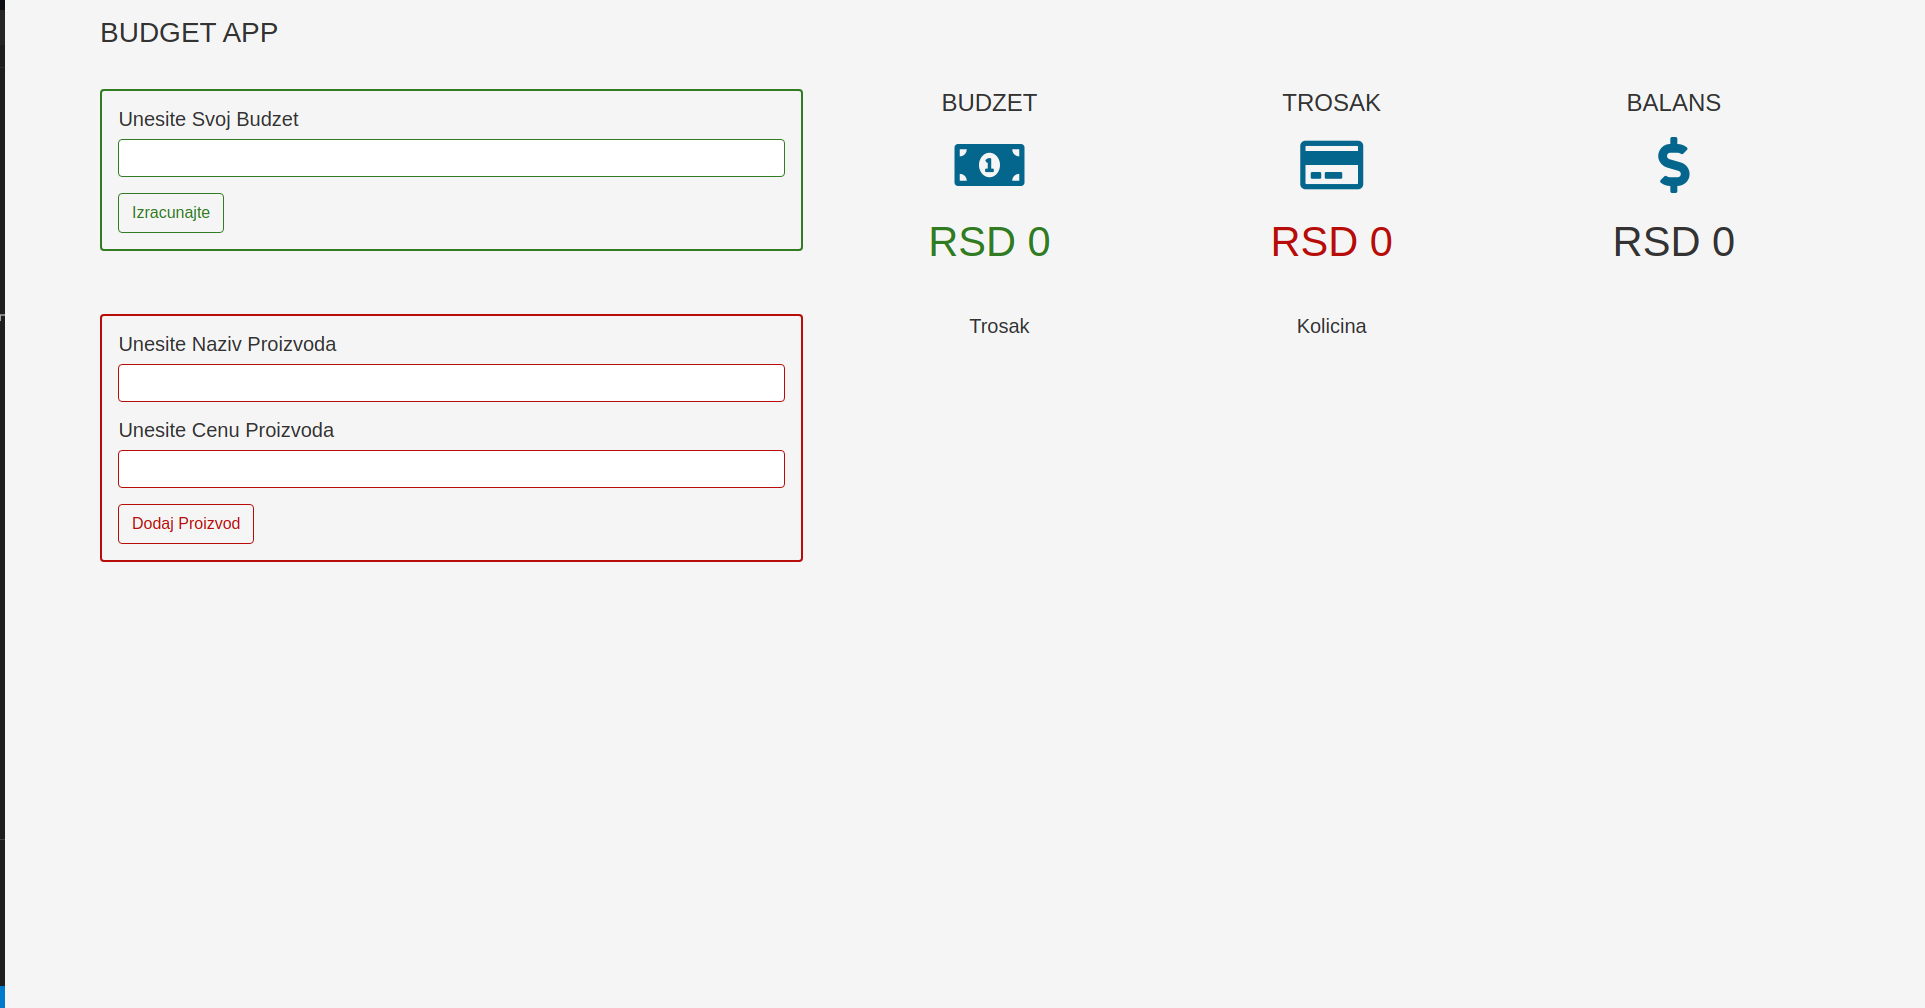 BUDGET APP
Unesite Svoj Budzet
Izracunajte
BUDZET
TROSAK
BALANS
1
RSD 0
RSD 0
RSD 0
Unesite Naziv Proizvoda
Unesite Cenu Proizvoda
Dodaj Proizvod
Trosak
Kolicina